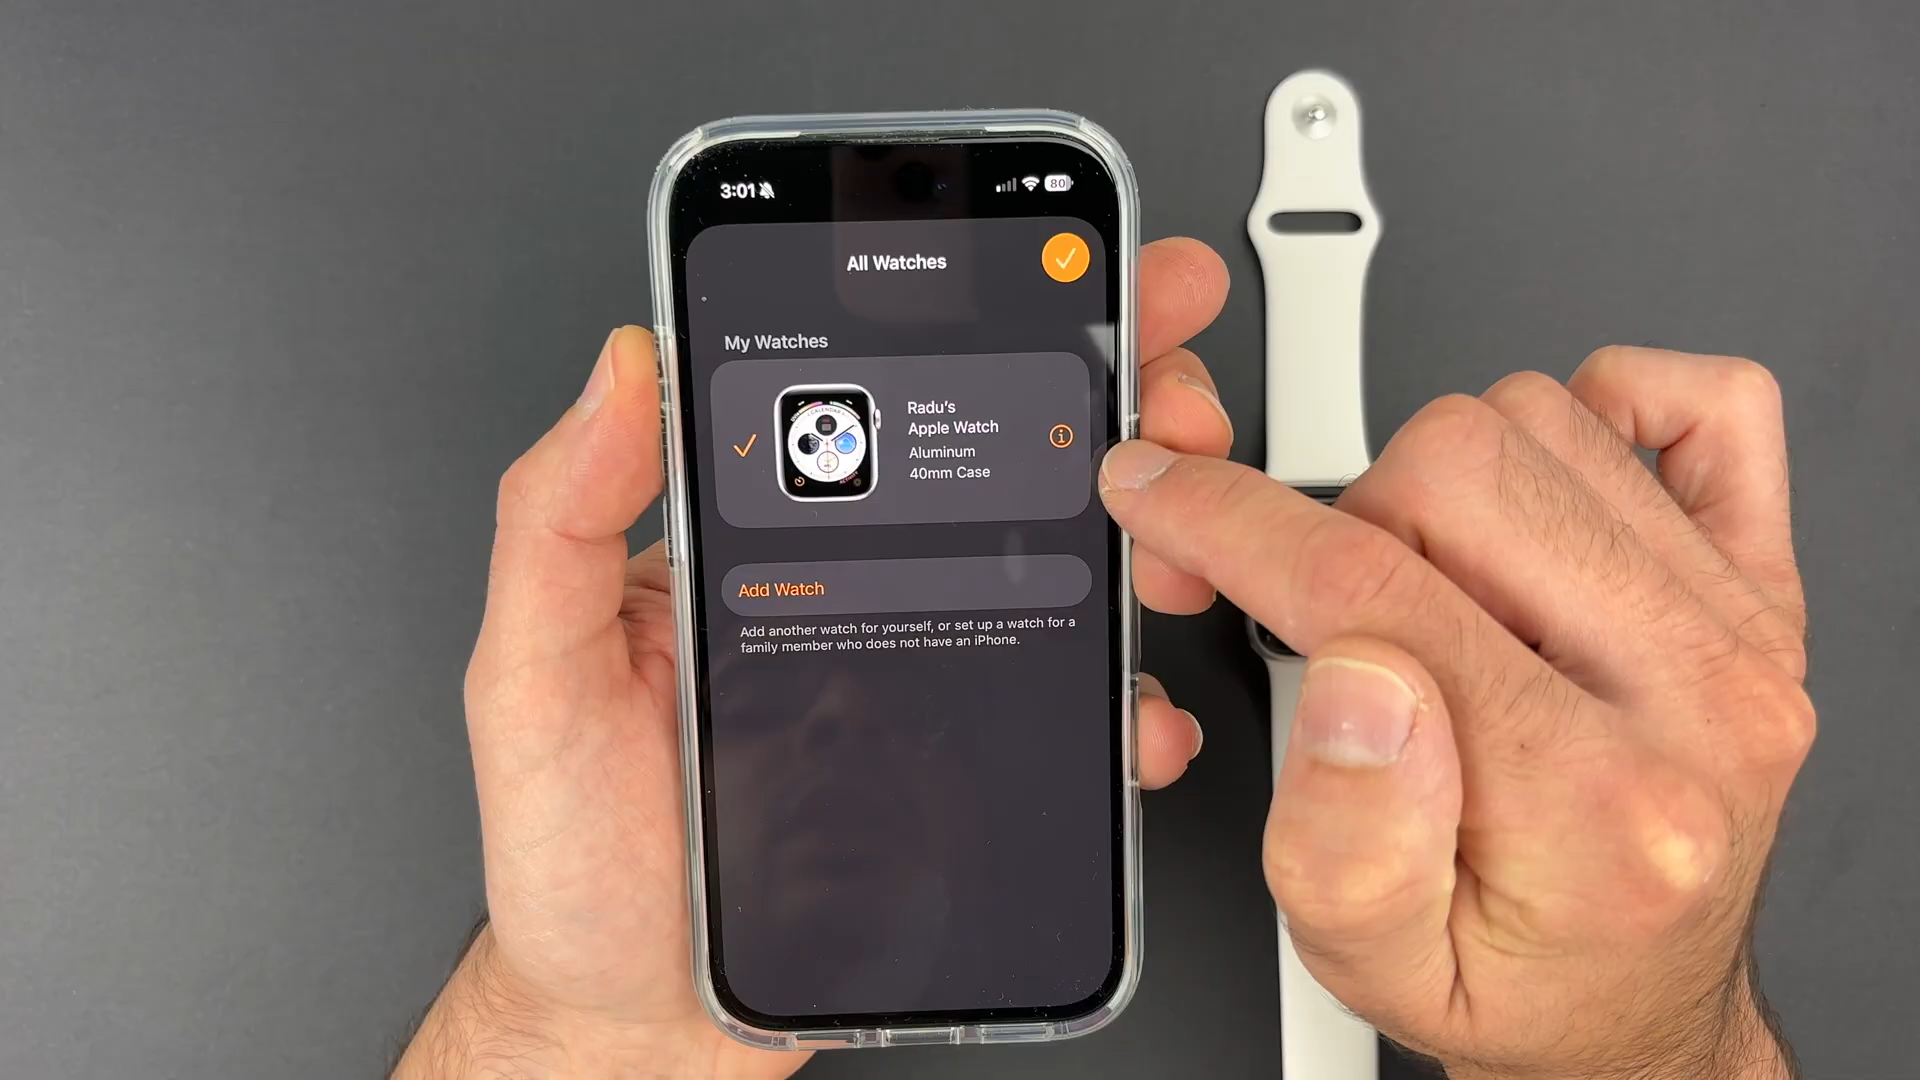 3:01
80
All Watches
My Watches
Radu's
Apple Watch
Aluminum
40mm Case
Add Watch
Add another watch for yourself, or set up a watch for a
family member who does not have an iPhone.